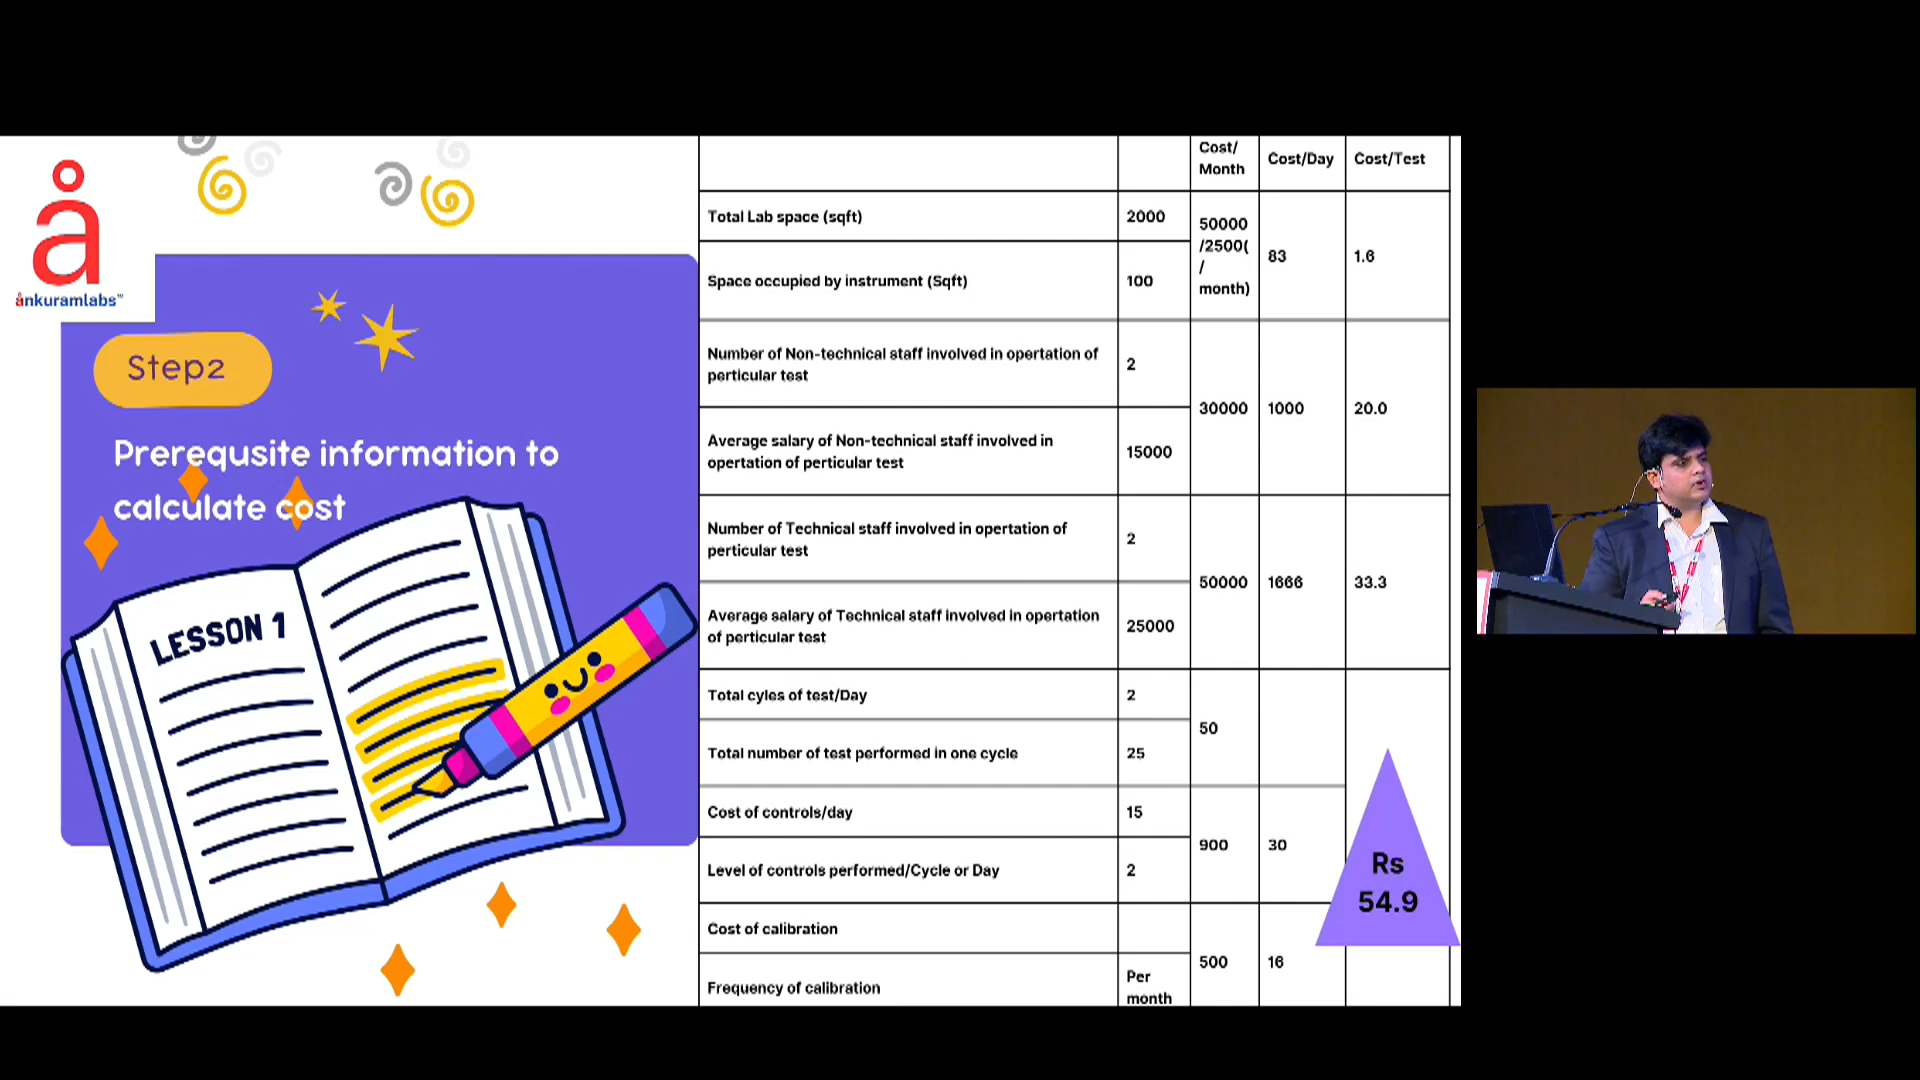 å
ånkuramlabs™
Step2
Prerequsite information to
calculate cost
LESSON 1
Cost/
Month
Cost/Day
Cost/Test
Total Lab space (sqft)
2000
50000
/2500(
/
month)
83
1.6
Space occupied by instrument (Sqft)
100
Number of Non-technical staff involved in opertation of
perticular test
2
30000
1000
20.0
Average salary of Non-technical staff involved in
opertation of perticular test
15000
Number of Technical staff involved in opertation of
perticular test
2
50000
1666
33.3
Average salary of Technical staff involved in opertation
of perticular test
25000
Total cyles of test/Day
2
50
Total number of test performed in one cycle
25
Cost of controls/day
15
900
30
Level of controls performed/Cycle or Day
2
Rs
54.9
Cost of calibration
500
16
Frequency of calibration
Per
month